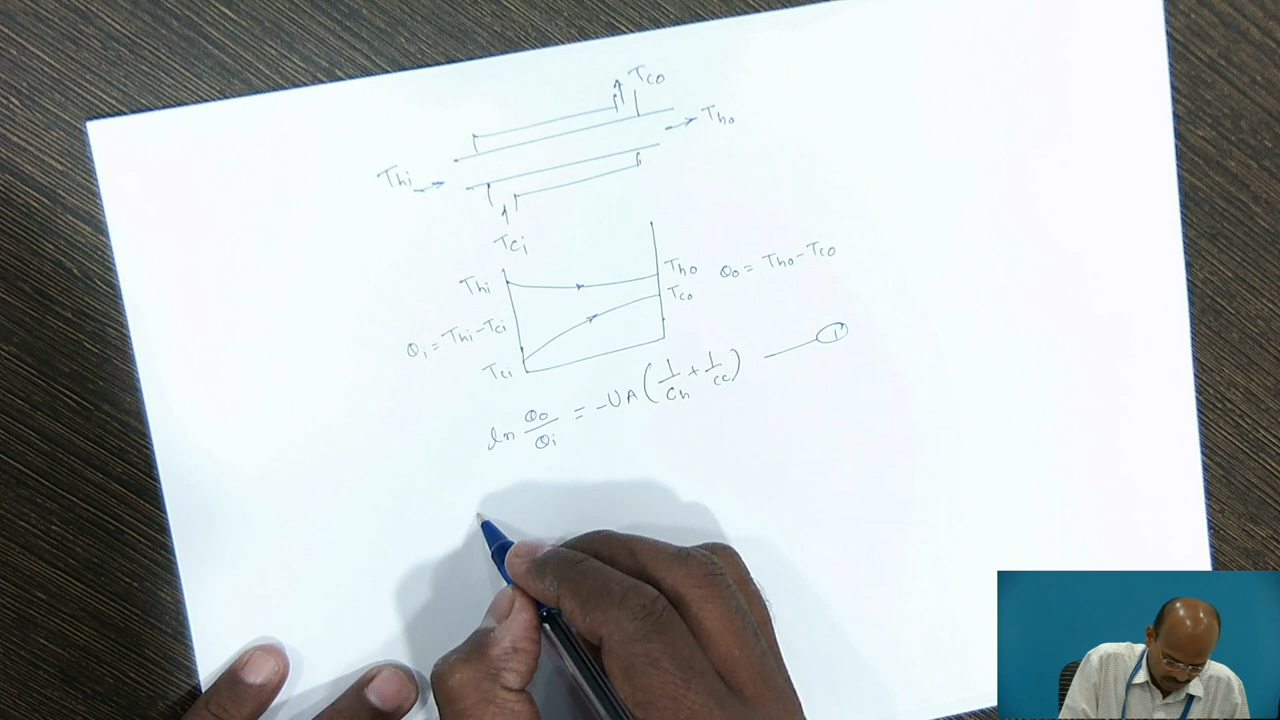 Tco
Tho
Thi
Tci
Thi
Tho
Tco
θo = Tho - Tco
θi = Thi - Tci
Tci
ln θo/θi = -UA (1/Ch + 1/Cc) — 1